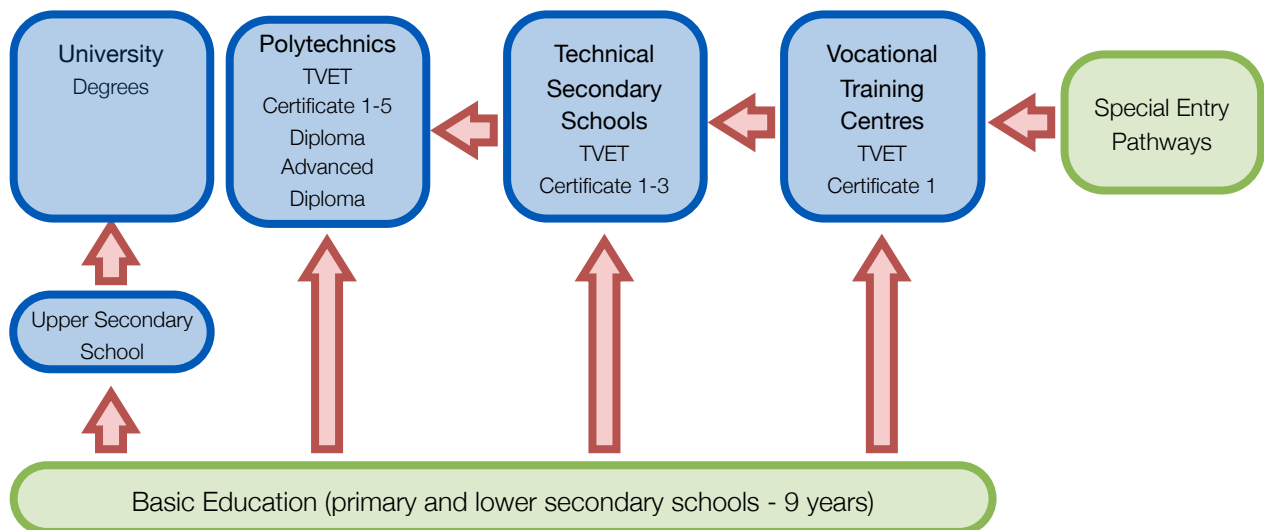 University
Degrees
Polytechnics
TVET
Certificate 1-5
Diploma
Advanced
Diploma
Technical
Secondary
Schools
TVET
Certificate 1-3
Vocational
Training
Centres
TVET
Certificate 1
Special Entry
Pathways
Upper Secondary
School
Basic Education (primary and lower secondary schools - 9 years)